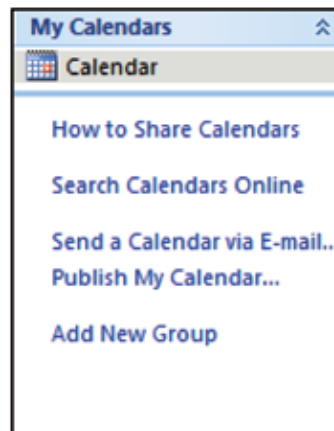 My Calendars
Calendar
How to Share Calendars
Search Calendars Online
Send a Calendar via E-mail..
Publish My Calendar...
Add New Group